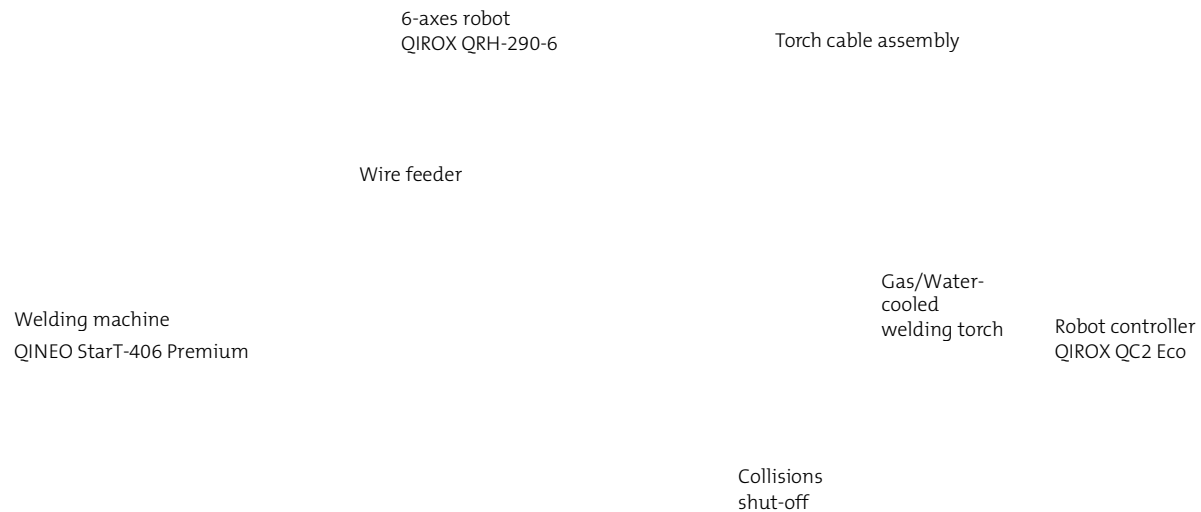 6-axes robot
QIROX QRH-290-6
Torch cable assembly
Wire feeder
Gas/Water-
cooled
welding torch
Welding machine
QINEO StarT-406 Premium
Robot controller
QIROX QC2 Eco
Collisions
shut-off